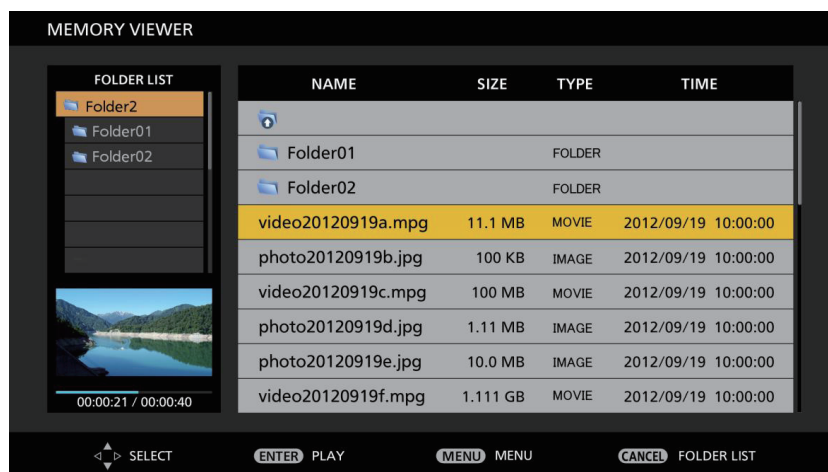 MEMORY VIEWER
FOLDER LIST
Folder2
Folder01
Folder02
00:00:21 / 00:00:40
NAME SIZE TYPE TIME
Folder01 FOLDER
Folder02 FOLDER
video20120919a.mpg 11.1 MB MOVIE 2012/09/19 10:00:00
photo20120919b.jpg 100 KB IMAGE 2012/09/19 10:00:00
video20120919c.mpg 100 MB MOVIE 2012/09/19 10:00:00
photo20120919d.jpg 1.11 MB IMAGE 2012/09/19 10:00:00
photo20120919e.jpg 10.0 MB IMAGE 2012/09/19 10:00:00
video20120919f.mpg 1.111 GB MOVIE 2012/09/19 10:00:00
SELECT ENTER PLAY MENU MENU CANCEL FOLDER LIST